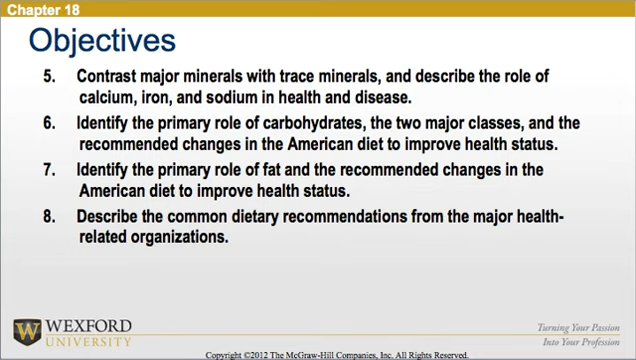 Chapter 18
Objectives
5. Contrast major minerals with trace minerals, and describe the role of
calcium, iron, and sodium in health and disease.
6. Identify the primary role of carbohydrates, the two major classes, and the
recommended changes in the American diet to improve health status.
7. Identify the primary role of fat and the recommended changes in the
American diet to improve health status.
8. Describe the common dietary recommendations from the major health-
related organizations.
W WEXFORD
UNIVERSITY
Turning Your Passion
Into Your Profession
Copyright ©2012 The McGraw-Hill Companies, Inc. All Rights Reserved.